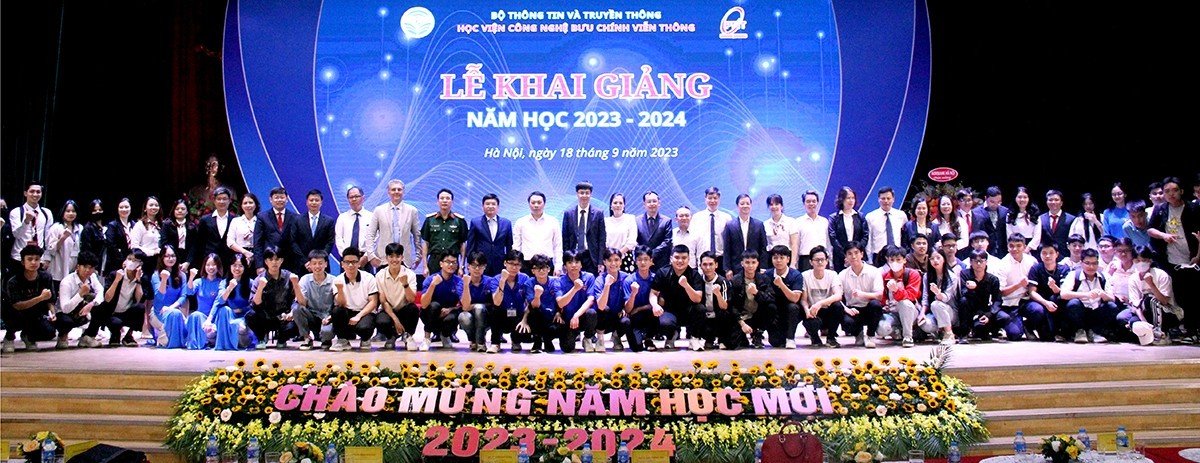 BỘ THÔNG TIN VÀ TRUYỀN THÔNG
HỌC VIỆN CÔNG NGHỆ BƯU CHÍNH VIỄN THÔNG
LỄ KHAI GIẢNG
NĂM HỌC 2023 - 2024
Hà Nội, ngày 18 tháng 9 năm 2023
CHÀO MỪNG NĂM HỌC MỚI
2023-2024